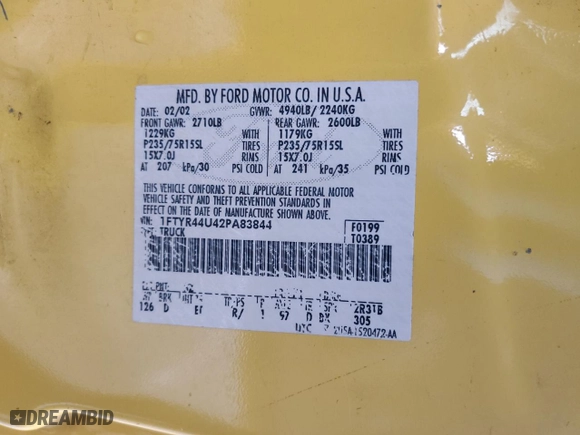 MFD. BY FORD MOTOR CO. IN U.S.A.
DATE: 02/02 GVWR: 4940LB/ 2240KG
FRONT GAWR: 2710LB REAR GAWR: 2600LB
1229KG WITH 1179KG WITH
P235/75R15SL TIRES P235/75R15SL TIRES
15X7.0J RIMS 15X7.0J RIMS
AT 207 kPa/30 PSI COLD AT 241 kPa/35 PSI COLD
THIS VEHICLE CONFORMS TO ALL APPLICABLE FEDERAL MOTOR
VEHICLE SAFETY AND THEFT PREVENTION STANDARDS IN
EFFECT ON THE DATE OF MANUFACTURE SHOWN ABOVE.
VIN: 1FTYR44U42PA83844 F0199
TRUCK T0389
BRK 2R31B
126 D R/ 97 D 305
DREAMBID